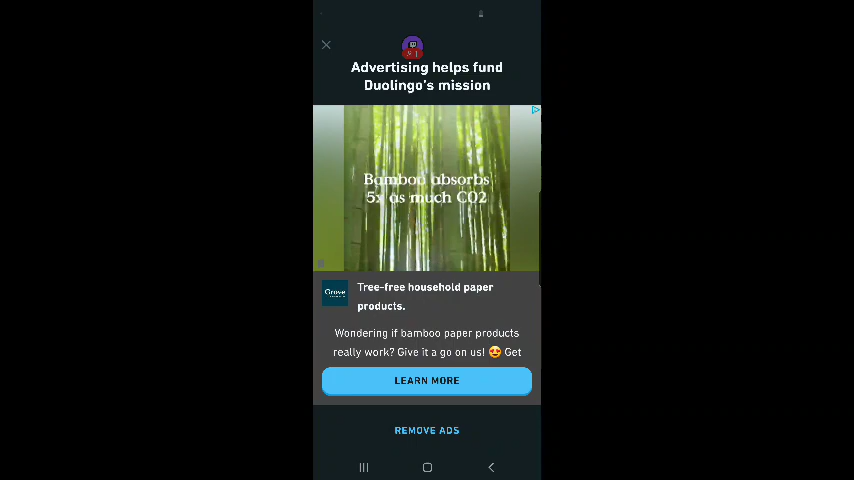 Advertising helps fund
Duolingo's mission
Bamboo absorbs
5x as much CO2
Grove
Tree-free household paper
products.
Wondering if bamboo paper products
really work? Give it a go on us! 😍 Get
LEARN MORE
REMOVE ADS